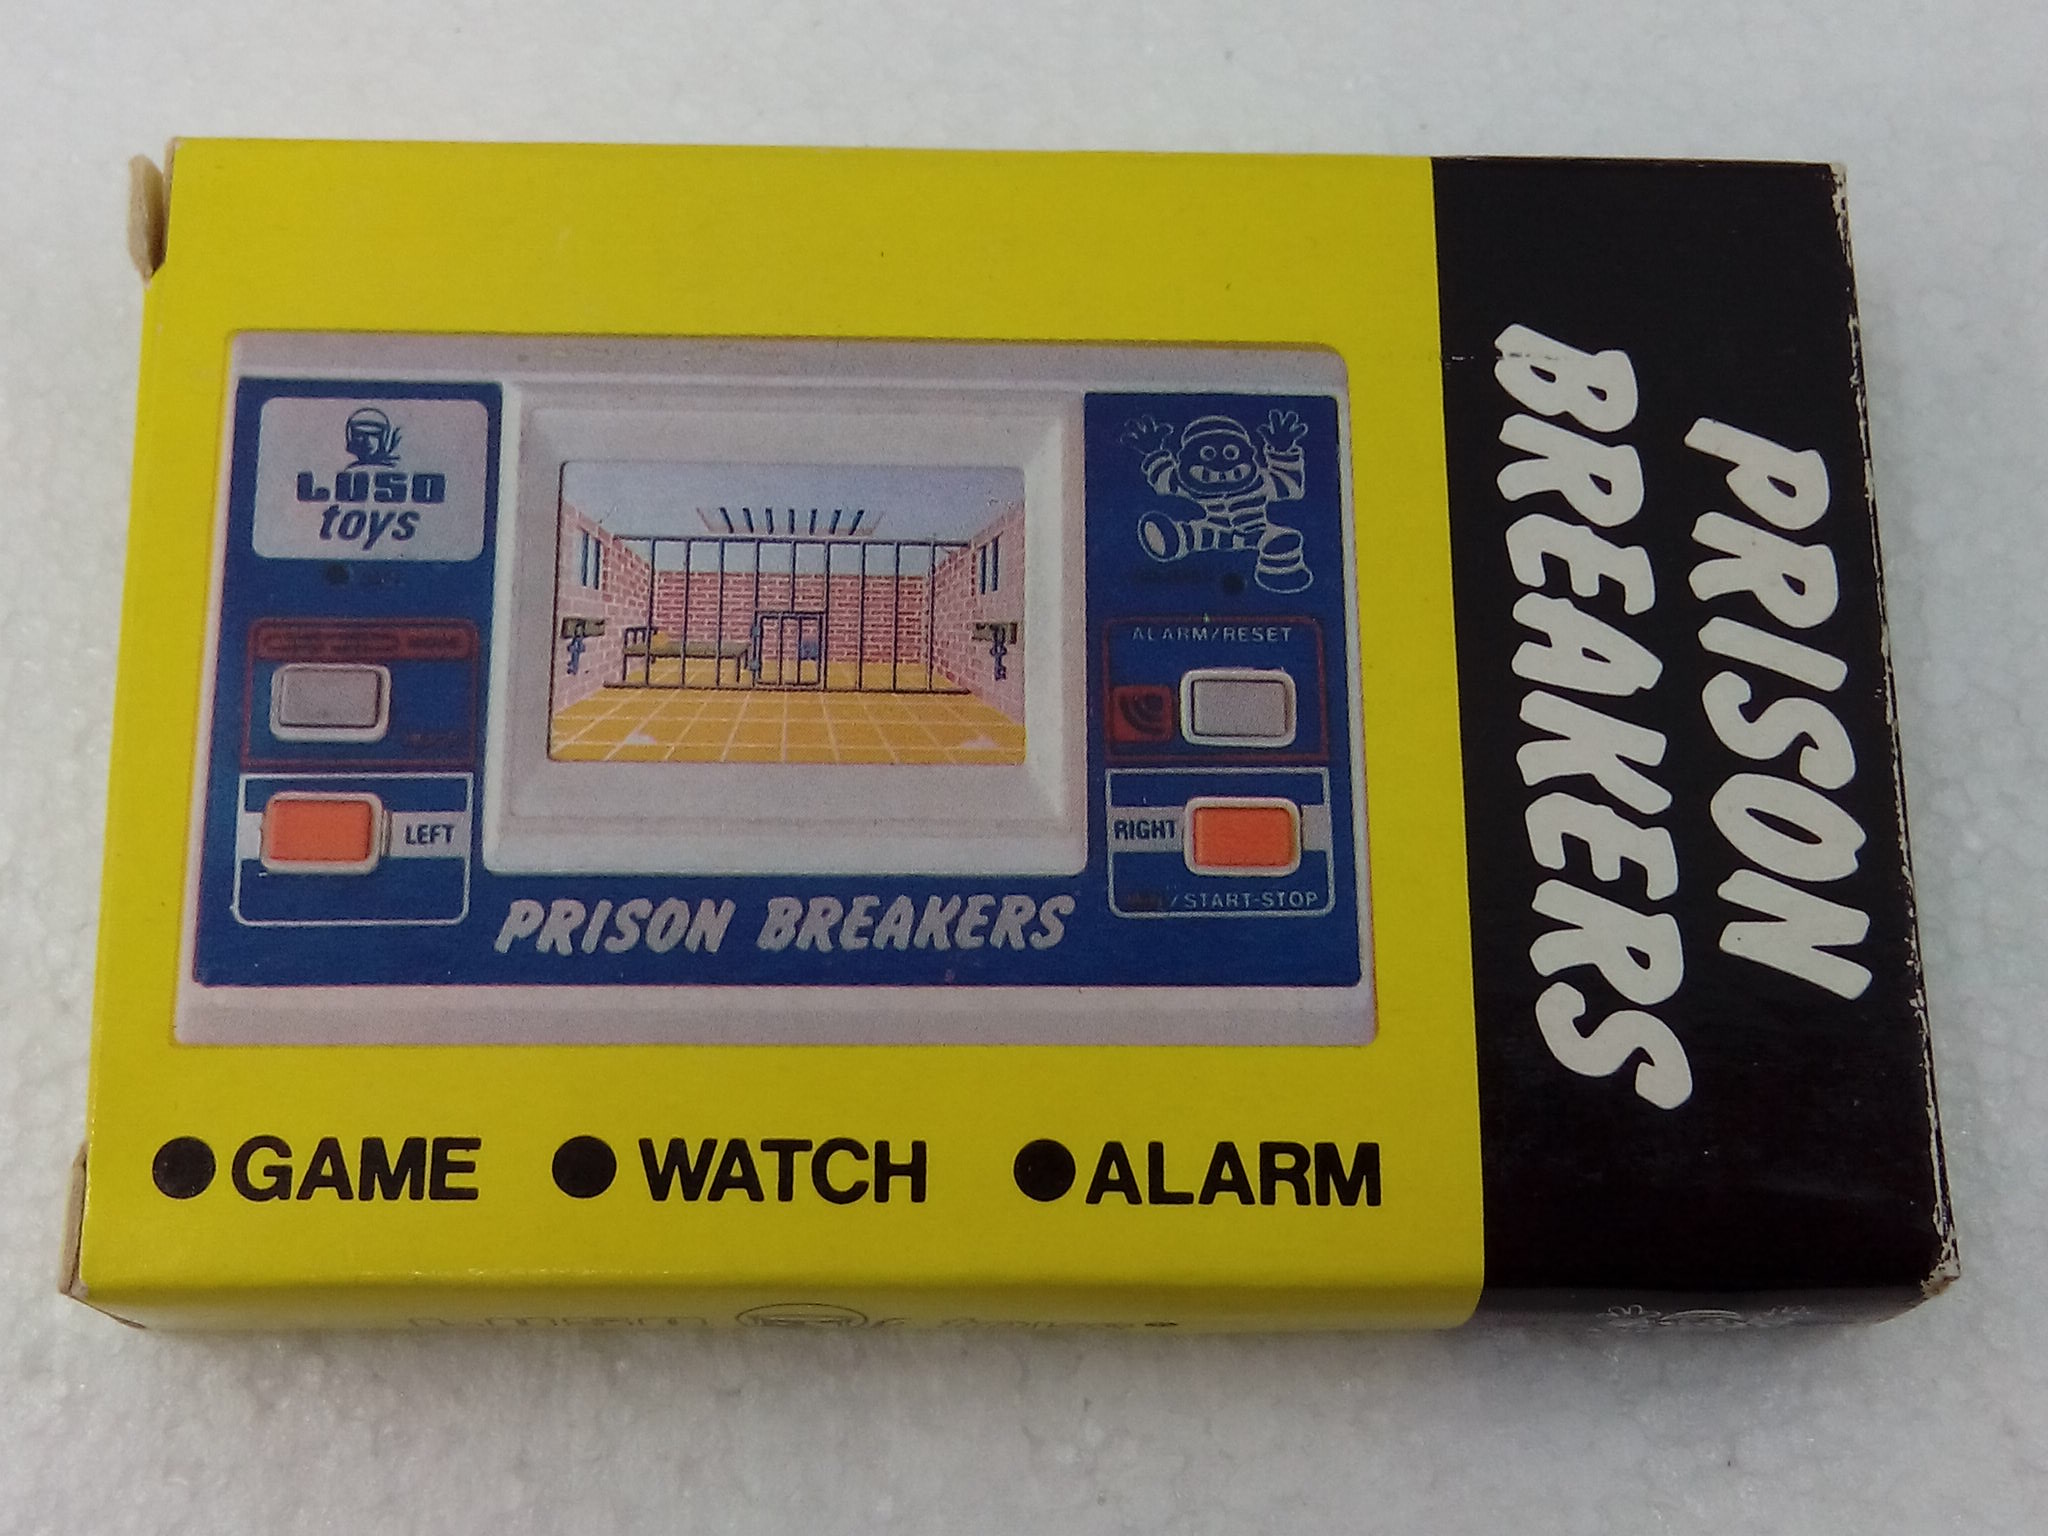 LUSO
toys
ALARM/RESET
LEFT
RIGHT
/START-STOP
PRISON BREAKERS
PRISON
BREAKERS
●GAME ●WATCH ●ALARM